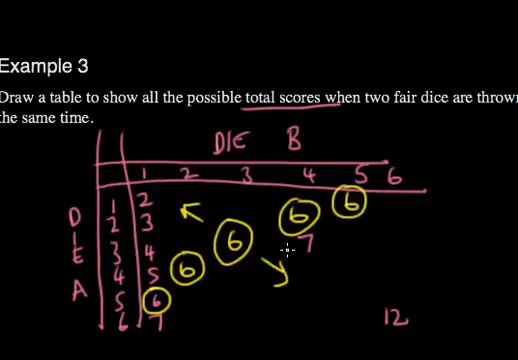 Example 3
Draw a table to show all the possible total scores when two fair dice are thrown
the same time.
DIE B
1 2 3 4 5 6
D 1 2 6
I 2 3 6
E 3 4 6 7
4 5 6
A 5 6
6 7 12